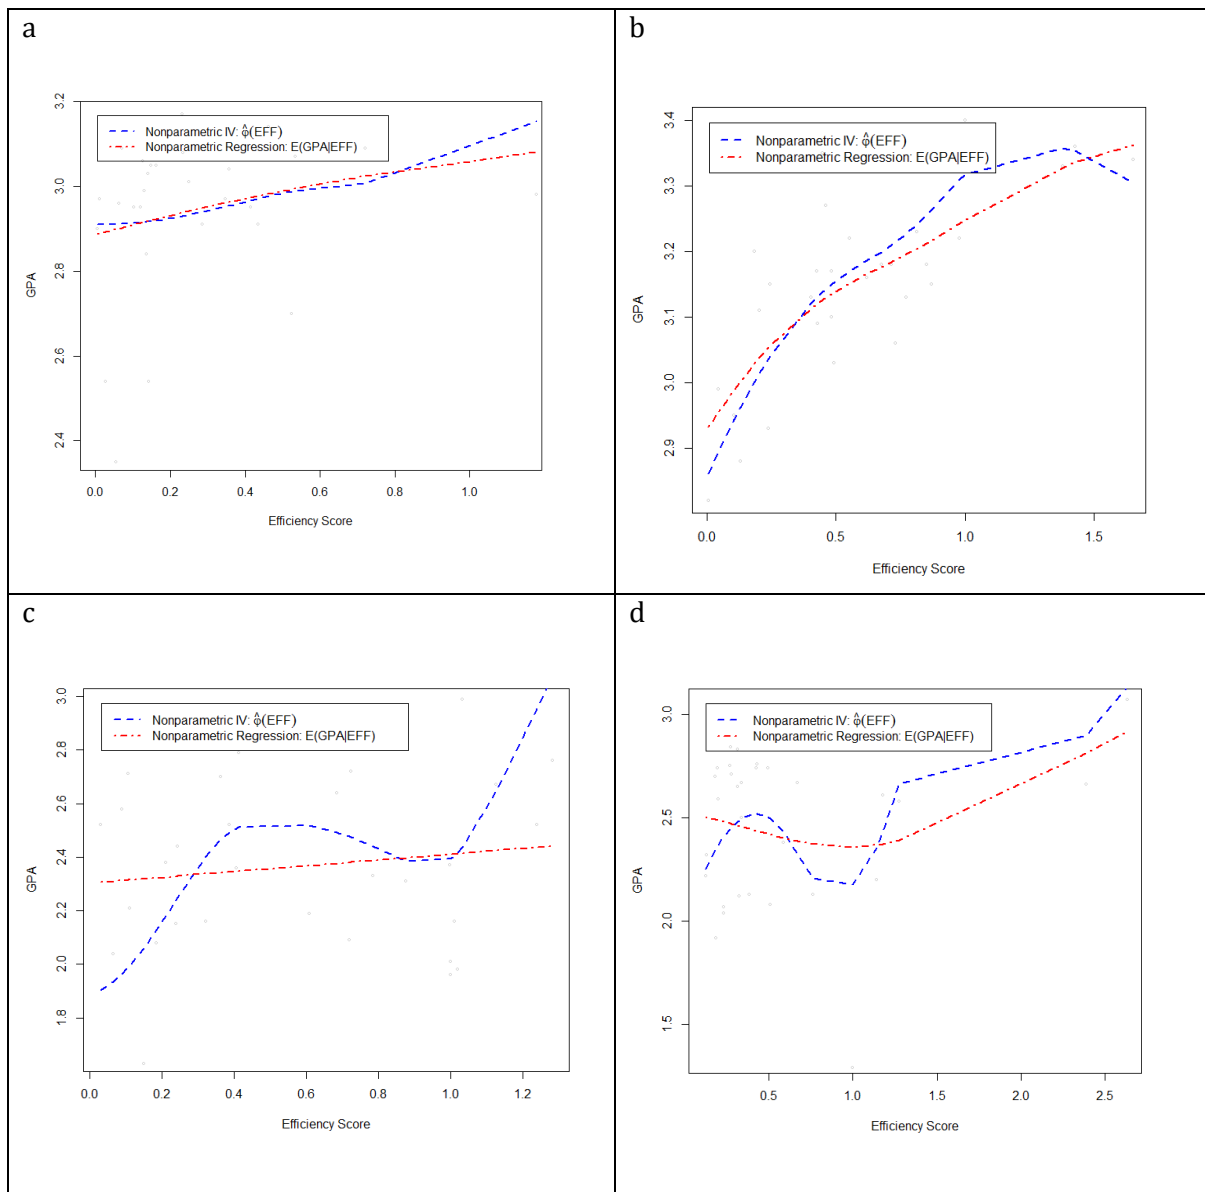 a
Nonparametric IV: φ̂(EFF)
Nonparametric Regression: E(GPA|EFF)
GPA
3.2
3.0
2.8
2.6
2.4
0.0 0.2 0.4 0.6 0.8 1.0
Efficiency Score
b
Nonparametric IV: φ̂(EFF)
Nonparametric Regression: E(GPA|EFF)
GPA
3.4
3.3
3.2
3.1
3.0
2.9
0.0 0.5 1.0 1.5
Efficiency Score
c
Nonparametric IV: φ̂(EFF)
Nonparametric Regression: E(GPA|EFF)
GPA
3.0
2.8
2.6
2.4
2.2
2.0
1.8
0.0 0.2 0.4 0.6 0.8 1.0 1.2
Efficiency Score
d
Nonparametric IV: φ̂(EFF)
Nonparametric Regression: E(GPA|EFF)
GPA
3.0
2.5
2.0
1.5
0.5 1.0 1.5 2.0 2.5
Efficiency Score